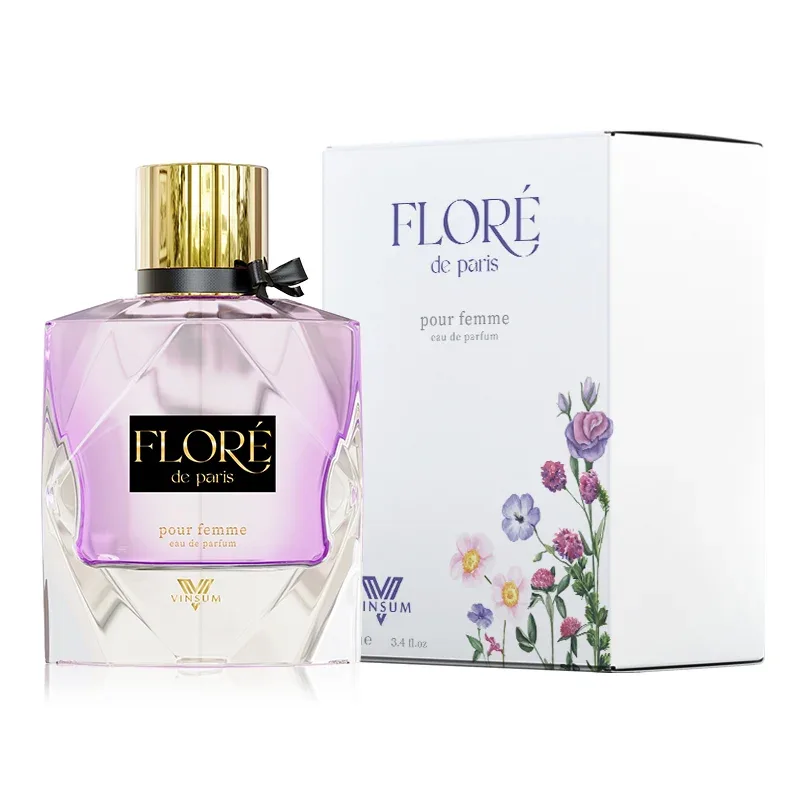 FLORÉ
de paris
pour femme
eau de parfum
VINSUM
FLORÉ
de paris
pour femme
eau de parfum
VINSUM
3.4 fl.oz